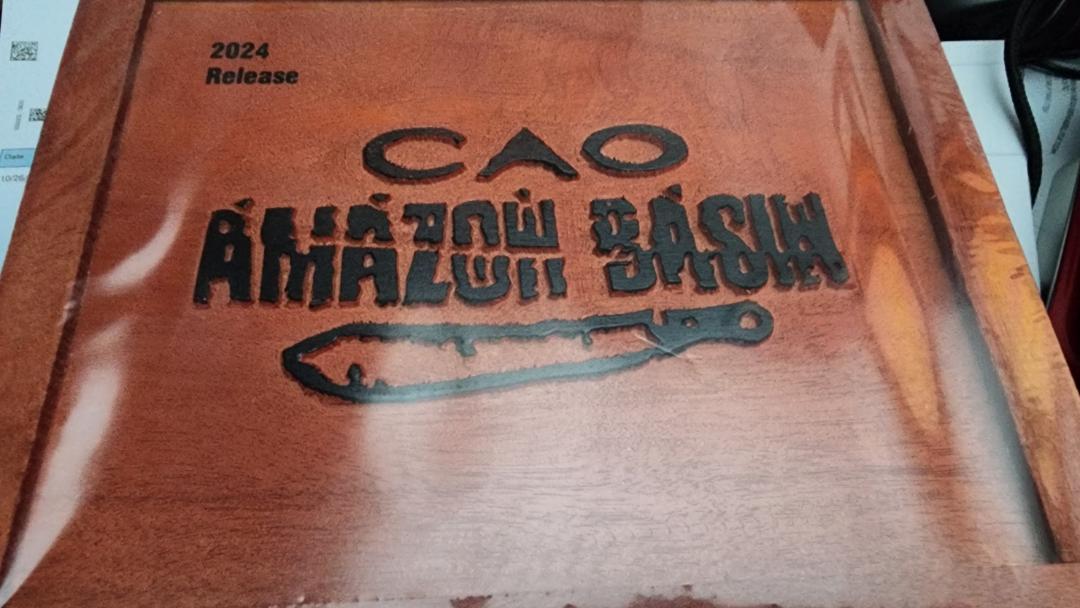 2024
Release
CAO
AMAZON BASIN